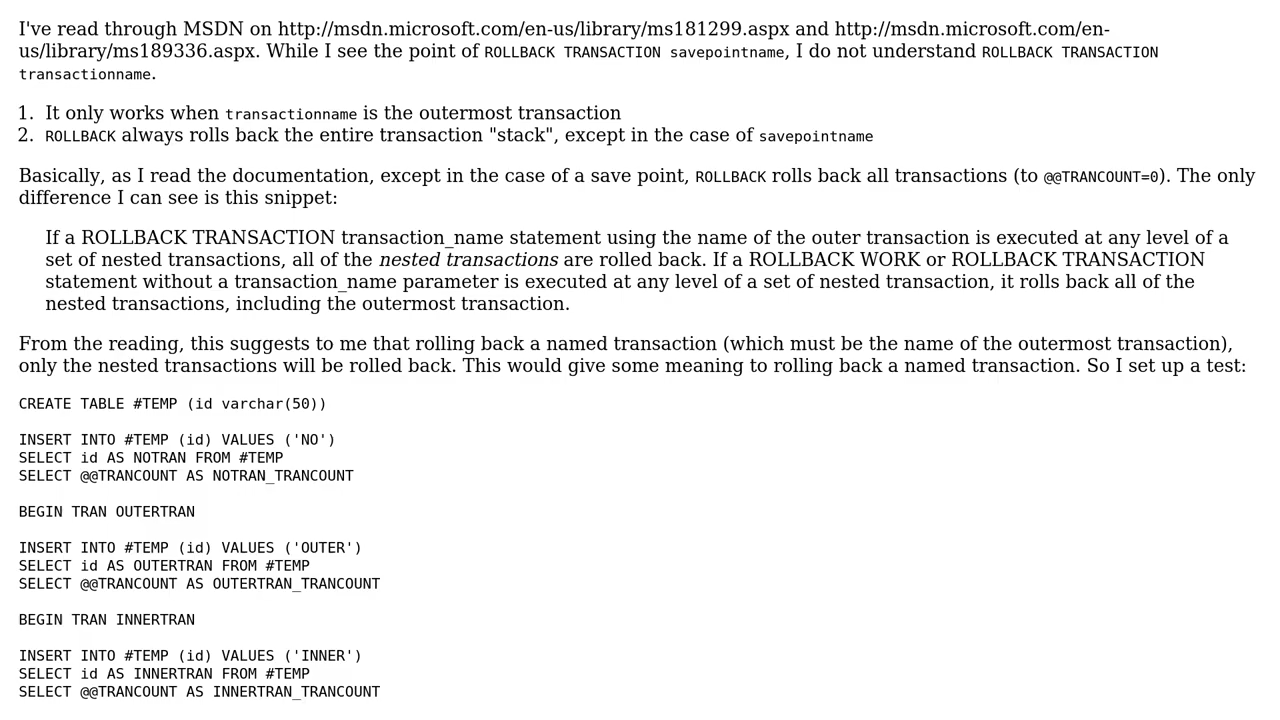 I've read through MSDN on http://msdn.microsoft.com/en-us/library/ms181299.aspx and http://msdn.microsoft.com/en-
us/library/ms189336.aspx. While I see the point of ROLLBACK TRANSACTION savepointname, I do not understand ROLLBACK TRANSACTION
transactionname.
1. It only works when transactionname is the outermost transaction
2. ROLLBACK always rolls back the entire transaction "stack", except in the case of savepointname
Basically, as I read the documentation, except in the case of a save point, ROLLBACK rolls back all transactions (to @@TRANCOUNT=0). The only
difference I can see is this snippet:
If a ROLLBACK TRANSACTION transaction_name statement using the name of the outer transaction is executed at any level of a
set of nested transactions, all of the nested transactions are rolled back. If a ROLLBACK WORK or ROLLBACK TRANSACTION
statement without a transaction_name parameter is executed at any level of a set of nested transaction, it rolls back all of the
nested transactions, including the outermost transaction.
From the reading, this suggests to me that rolling back a named transaction (which must be the name of the outermost transaction),
only the nested transactions will be rolled back. This would give some meaning to rolling back a named transaction. So I set up a test:
CREATE TABLE #TEMP (id varchar(50))
INSERT INTO #TEMP (id) VALUES ('NO')
SELECT id AS NOTRAN FROM #TEMP
SELECT @@TRANCOUNT AS NOTRAN_TRANCOUNT
BEGIN TRAN OUTERTRAN
INSERT INTO #TEMP (id) VALUES ('OUTER')
SELECT id AS OUTERTRAN FROM #TEMP
SELECT @@TRANCOUNT AS OUTERTRAN_TRANCOUNT
BEGIN TRAN INNERTRAN
INSERT INTO #TEMP (id) VALUES ('INNER')
SELECT id AS INNERTRAN FROM #TEMP
SELECT @@TRANCOUNT AS INNERTRAN_TRANCOUNT